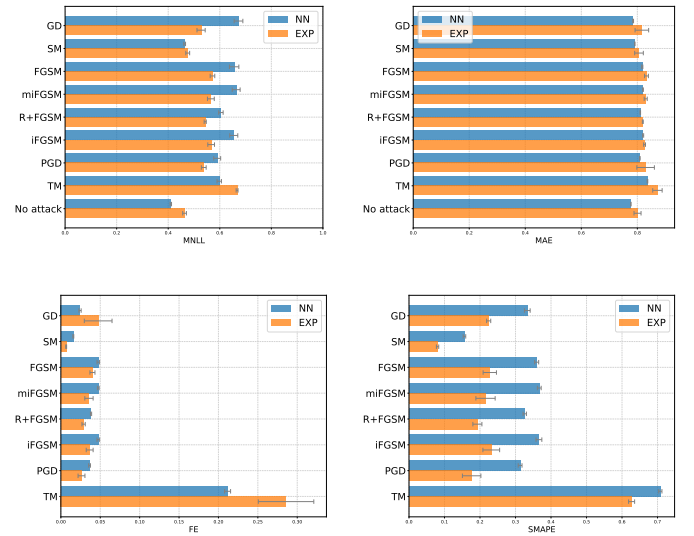 GD
SM
FGSM
miFGSM
R+FGSM
iFGSM
PGD
TM
No attack
NN
EXP
0.0 0.2 0.4 0.6 0.8 1.0
MNLL
GD
SM
FGSM
miFGSM
R+FGSM
iFGSM
PGD
TM
No attack
NN
EXP
0.0 0.2 0.4 0.6 0.8
MAE
GD
SM
FGSM
miFGSM
R+FGSM
iFGSM
PGD
TM
NN
EXP
0.00 0.05 0.10 0.15 0.20 0.25 0.30
FE
GD
SM
FGSM
miFGSM
R+FGSM
iFGSM
PGD
TM
NN
EXP
0.0 0.1 0.2 0.3 0.4 0.5 0.6 0.7
SMAPE